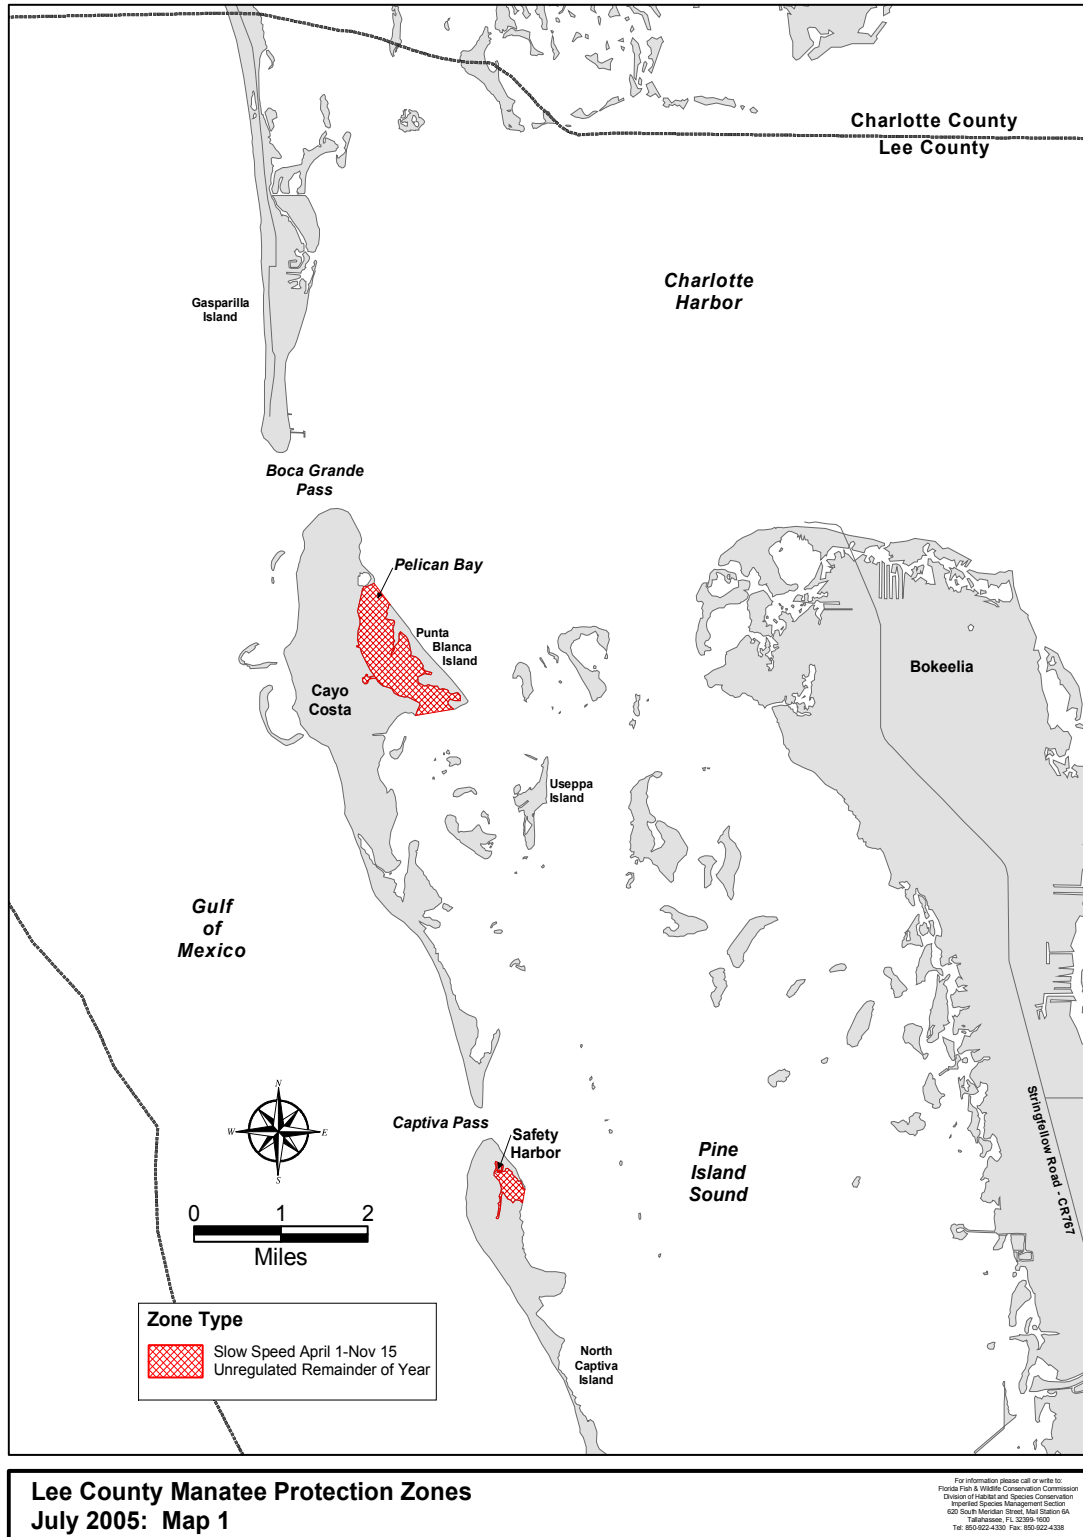 Charlotte County
Lee County
Charlotte
Harbor
Gasparilla
Island
Boca Grande
Pass
Pelican Bay
Punta
Blanca
Island
Bokeelia
Cayo
Costa
Useppa
Island
Gulf
of
Mexico
Stringfellow Road - CR767
N
W
E
S
Captiva Pass
Safety
Harbor
Pine
Island
Sound
0 1 2
Miles
Zone Type
Slow Speed April 1-Nov 15
Unregulated Remainder of Year
North
Captiva
Island
Lee County Manatee Protection Zones
July 2005: Map 1
For information please call or write to:
Florida Fish & Wildlife Conservation Commission
Division of Habitat and Species Conservation
Imperiled Species Management Section
620 South Meridian Street, Mail Station 6A
Tallahassee, FL 32399-1600
Tel: 850-922-4330 Fax: 850-922-4338